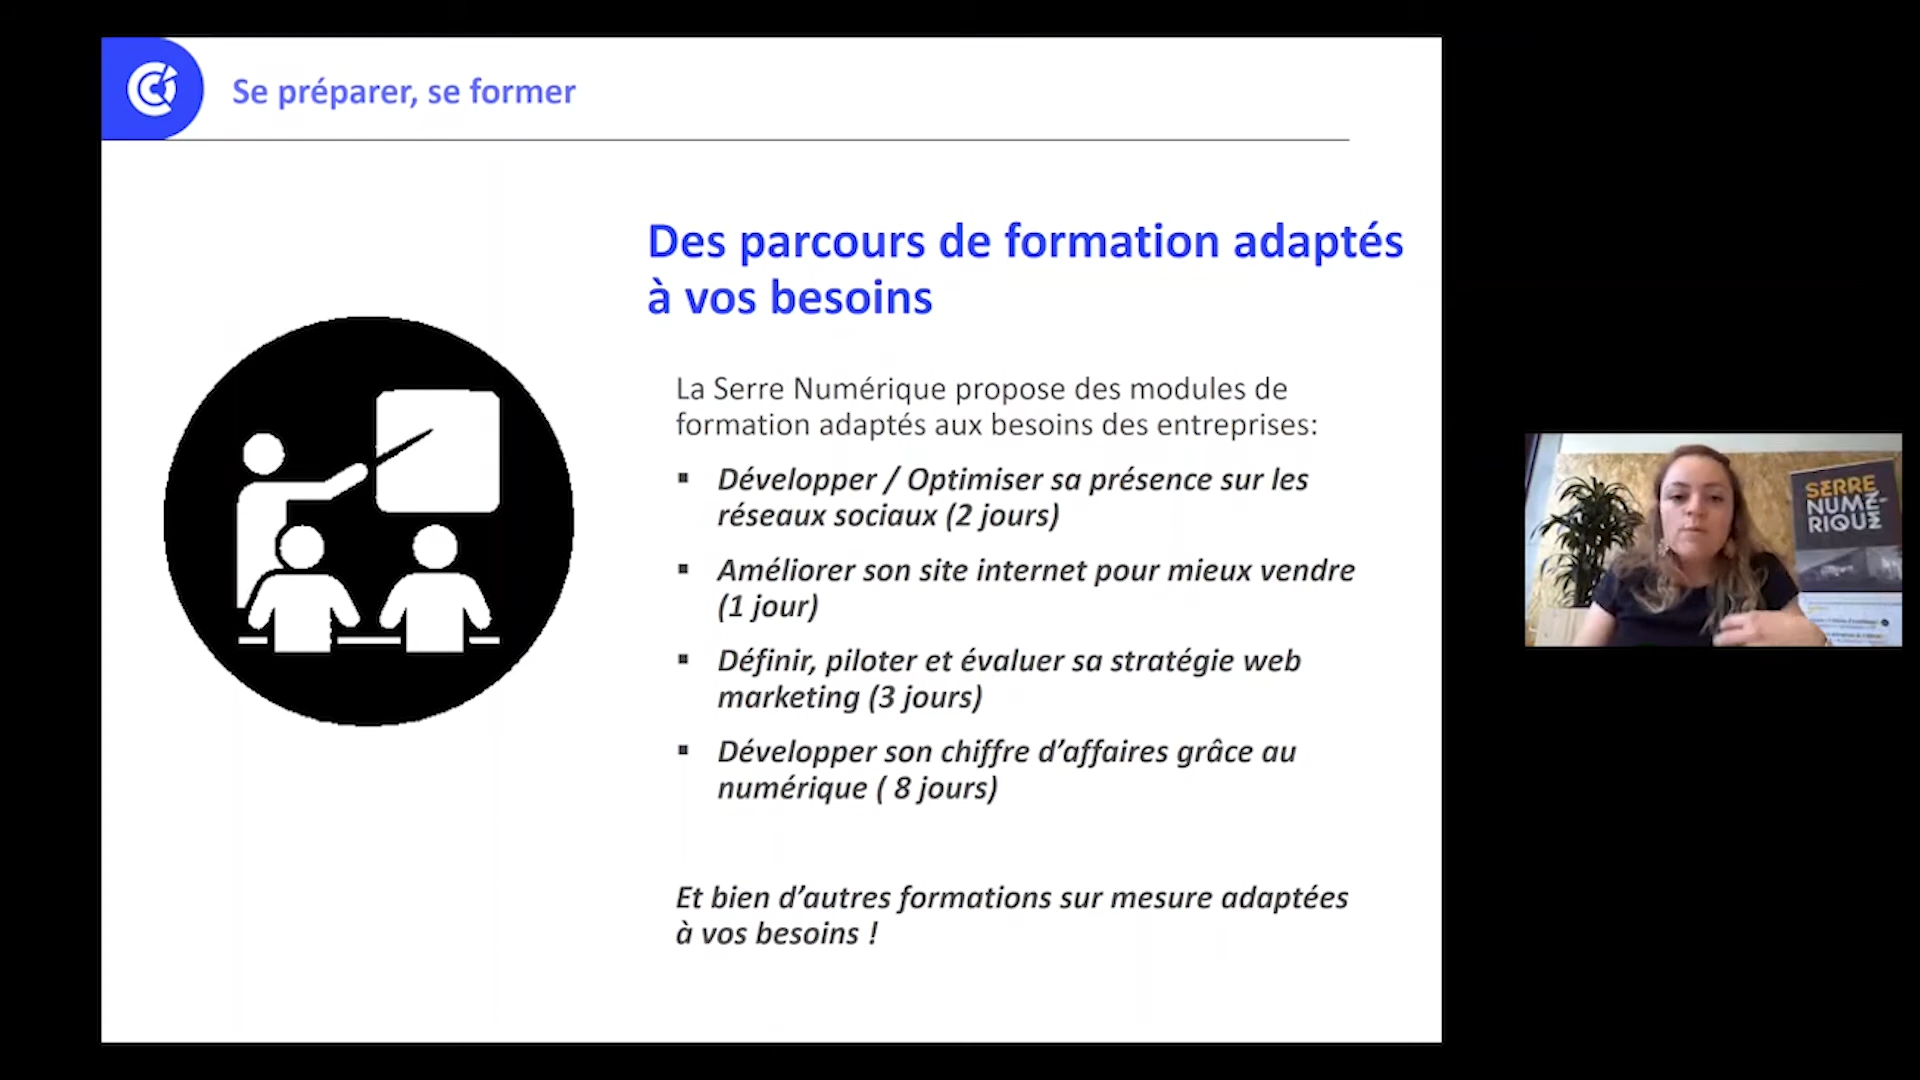 Se préparer, se former
Des parcours de formation adaptés
à vos besoins
La Serre Numérique propose des modules de
formation adaptés aux besoins des entreprises:
▪ Développer / Optimiser sa présence sur les
réseaux sociaux (2 jours)
▪ Améliorer son site internet pour mieux vendre
(1 jour)
▪ Définir, piloter et évaluer sa stratégie web
marketing (3 jours)
▪ Développer son chiffre d’affaires grâce au
numérique ( 8 jours)
Et bien d’autres formations sur mesure adaptées
à vos besoins !
SERRE
NUMÉ-
RIQUE